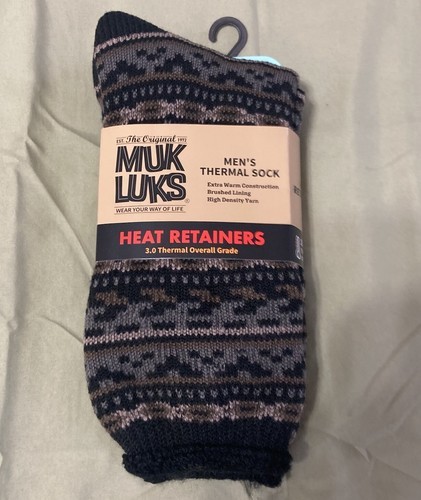 EST. The Original 1972
MUK
LUKS®
WEAR YOUR WAY OF LIFE
MEN'S
THERMAL SOCK
Extra Warm Construction
Brushed Lining
High Density Yarn
HEAT RETAINERS
3.0 Thermal Overall Grade